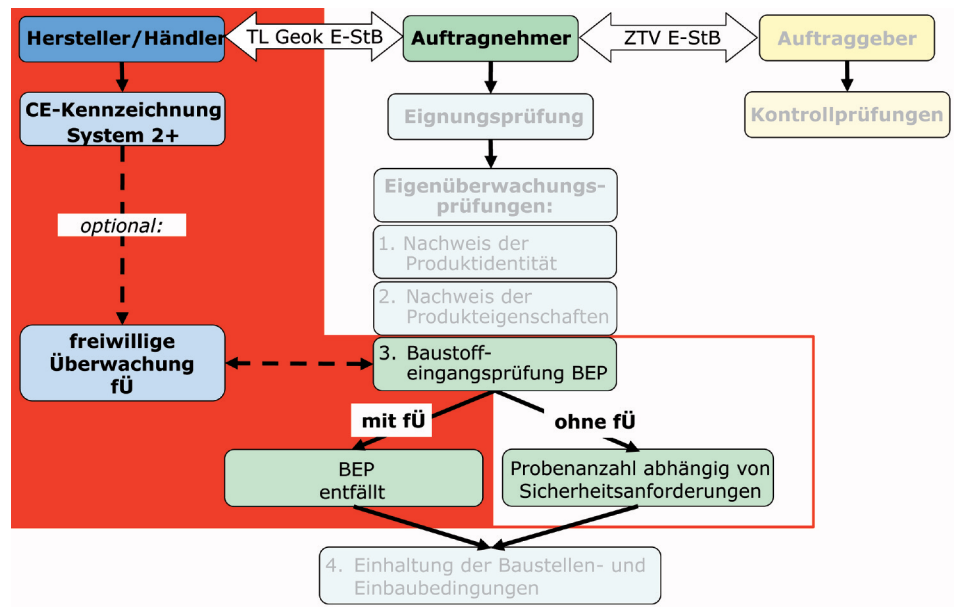 Hersteller/Händler
TL Geok E-StB
Auftragnehmer
ZTV E-StB
Auftraggeber
CE-Kennzeichnung
System 2+
Eignungsprüfung
Kontrollprüfungen
Eigenüberwachungs-
prüfungen:
optional:
1. Nachweis der
Produktidentität
2. Nachweis der
Produkteigenschaften
freiwillige
Überwachung
fÜ
3. Baustoff-
eingangsprüfung BEP
mit fÜ
ohne fÜ
BEP
entfällt
Probenanzahl abhängig von
Sicherheitsanforderungen
4. Einhaltung der Baustellen- und
Einbaubedingungen